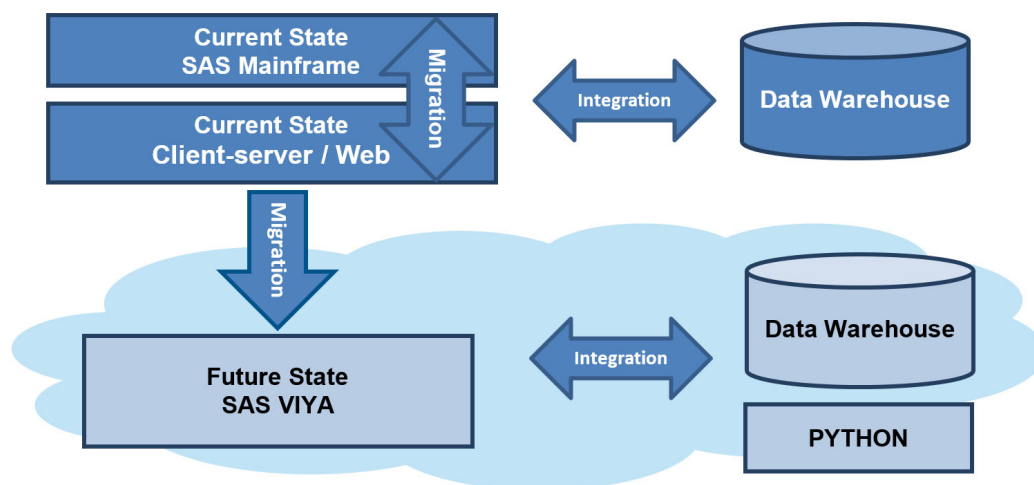 Current State
SAS Mainframe
Migration
Integration
Data Warehouse
Current State
Client-server / Web
Migration
Future State
SAS VIYA
Integration
Data Warehouse
PYTHON